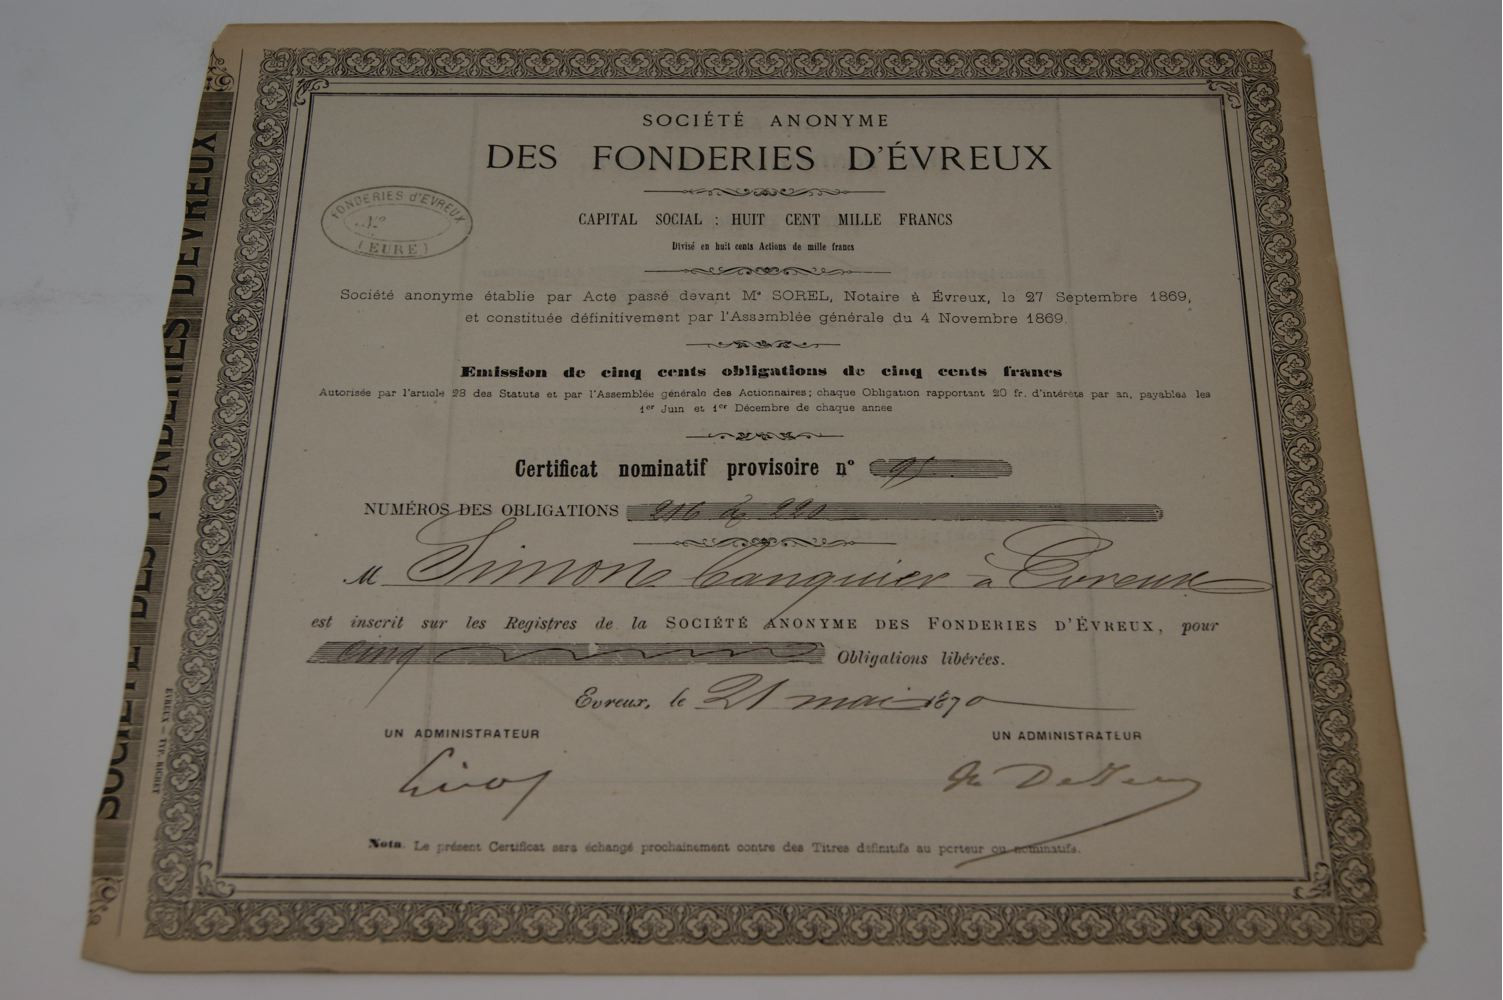 SOCIÉTÉ ANONYME
DES FONDERIES D'ÉVREUX
FONDERIES d'EVREUX
N°
(EURE)
CAPITAL SOCIAL : HUIT CENT MILLE FRANCS
Divisé en huit cents Actions de mille francs
Société anonyme établie par Acte passé devant Me SOREL, Notaire à Évreux, le 27 Septembre 1869,
et constituée définitivement par l'Assemblée générale du 4 Novembre 1869.
Emission de cinq cents obligations de cinq cents francs
Autorisée par l'article 28 des Statuts et par l'Assemblée générale des Actionnaires; chaque Obligation rapportant 20 fr. d'intérêts par an, payables les
1er Juin et 1er Décembre de chaque annee
Certificat nominatif provisoire n°
NUMÉROS DES OBLIGATIONS 216 à 220
M Simon banquier à Evreux
est inscrit sur les Registres de la SOCIÉTÉ ANONYME DES FONDERIES D'ÉVREUX, pour
cinq Obligations libérées.
Evreux, le 21 mai 1870
UN ADMINISTRATEUR
UN ADMINISTRATEUR
Nota. Le présent Certificat sera échangé prochainement contre des Titres définitifs au porteur ou nominatifs.
SOCIÉTÉ DES FONDERIES D'ÉVREUX
EVREUX — TYP. RICHET